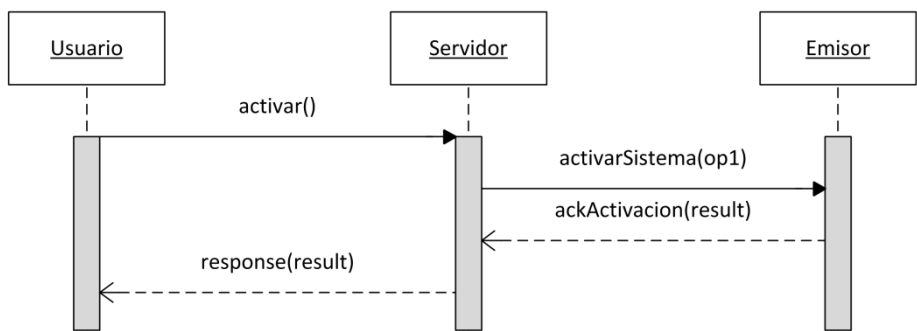 Usuario
Servidor
Emisor
activar()
activarSistema(op1)
ackActivacion(result)
response(result)